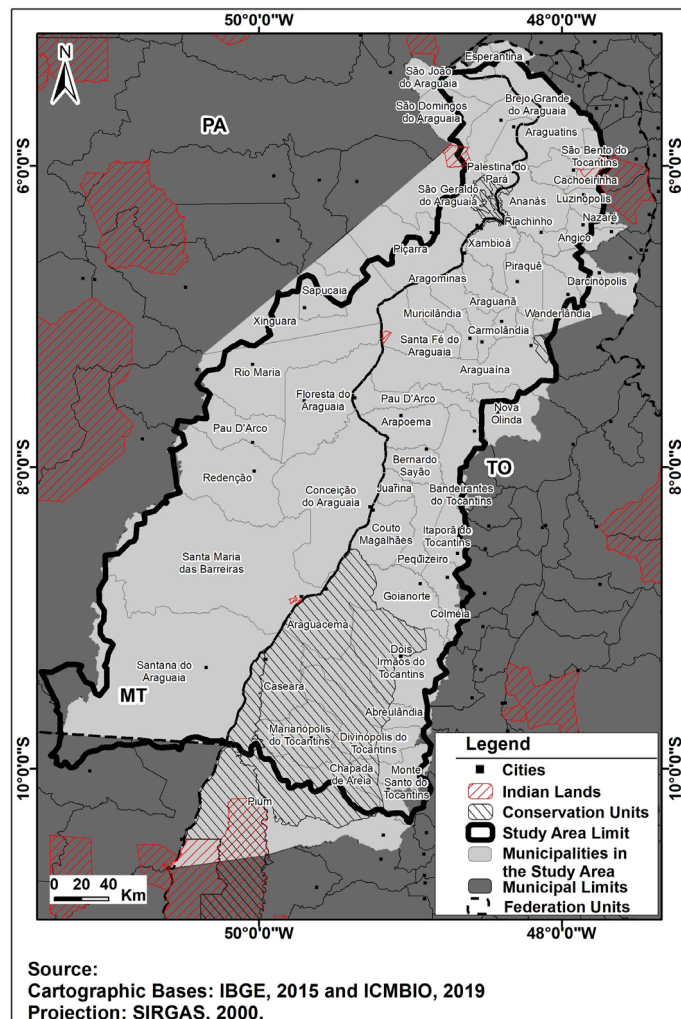 50°0'0"W 48°0'0"W
N
Esperantina
São João
do Araguaia
São Domingos
do Araguaia
Brejo Grande
do Araguaia
PA
Araguatins
São Bento do
Tocantins
6°0'0"S
6°0'0"S
Palestina do
Pará
Cachoeirinha
São Geraldo
do Araguaia
Ananás
Luzinópolis
Riachinho
Nazaré
Xambioá
Angico
Piçarra
Aragominas
Piraquê
Darcinópolis
Sapucaia
Araguanã
Muricilândia
Wanderlândia
Xinguara
Carmolândia
Santa Fé do
Araguaia
Rio Maria
Araguaína
Floresta do
Araguaia
Pau D'Arco
Nova
Olinda
Arapoema
Pau D'Arco
Bernardo
Sayão
TO
8°0'0"S
8°0'0"S
Redenção
Conceição
do Araguaia
Juarina
Bandeirantes
do Tocantins
Couto
Magalhães
Itaporã do
Tocantins
Santa Maria
das Barreiras
Pequizeiro
Goianorte
Colméia
Araguacema
Dois
Irmãos do
Tocantins
Santana do
Araguaia
Caseara
MT
Abreulândia
Marianópolis
do Tocantins
Divinópolis do
Tocantins
10°0'0"S
10°0'0"S
Chapada
de Areia
Monte
Santo do
Tocantins
Pium
Legend
Cities
Indian Lands
Conservation Units
Study Area Limit
Municipalities in
the Study Area
Municipal Limits
Federation Units
0 20 40
Km
50°0'0"W 48°0'0"W
Source:
Cartographic Bases: IBGE, 2015 and ICMBIO, 2019
Projection: SIRGAS, 2000.